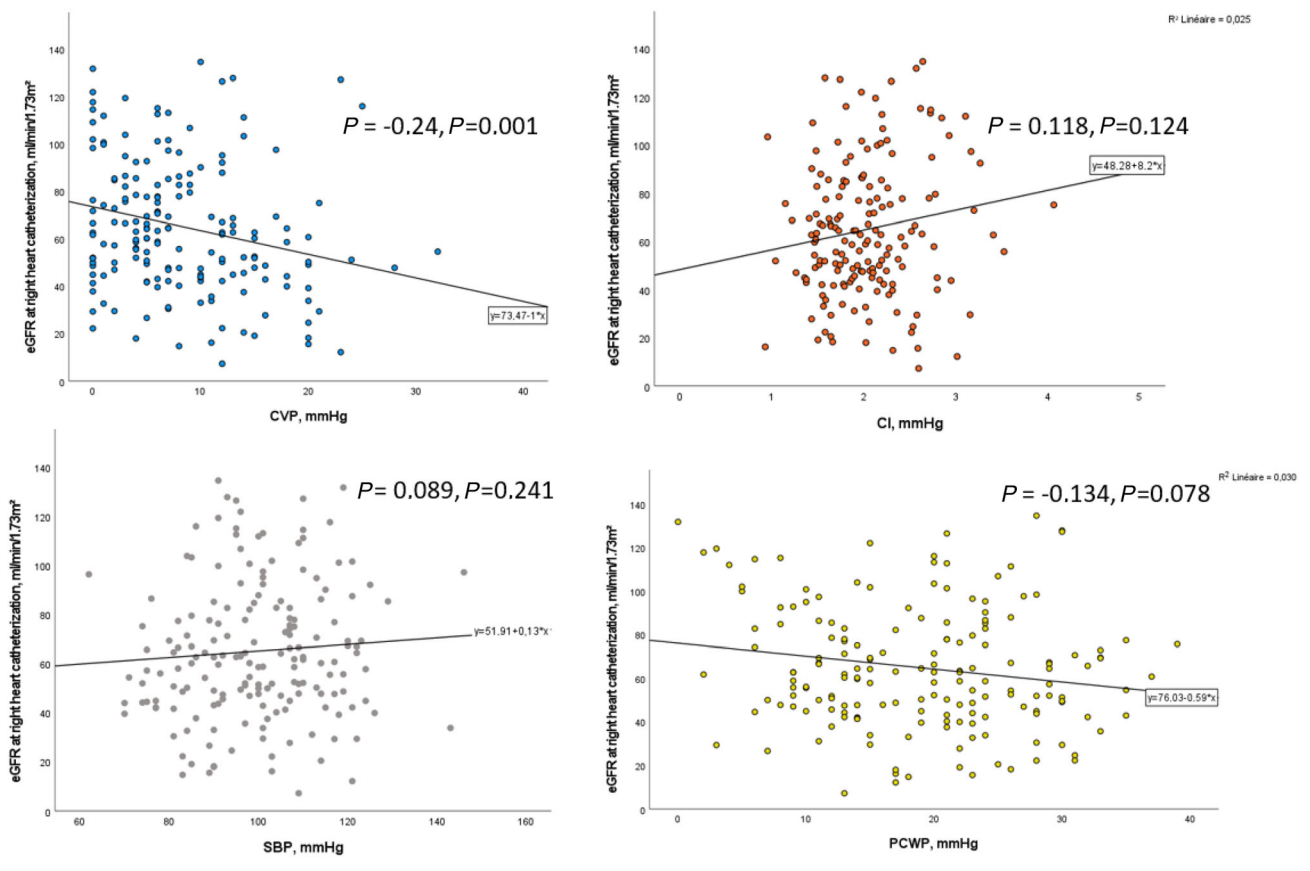 eGFR at right heart catheterization, ml/min/1.73m²
140
120
100
80
60
40
20
0
P = -0.24, P=0.001
y=73.47-1*x
0 10 20 30 40
CVP, mmHg
R² Linéaire = 0,025
eGFR at right heart catheterization, ml/min/1.73m²
140
120
100
80
60
40
20
0
P = 0.118, P=0.124
y=48.28+8.2*x
0 1 2 3 4 5
CI, mmHg
eGFR at right heart catheterization, ml/min/1.73m²
140
120
100
80
60
40
20
0
P = 0.089, P=0.241
y=51.91+0,13*x
60 80 100 120 140 160
SBP, mmHg
R² Linéaire = 0,030
eGFR at right heart catheterization, ml/min/1.73m²
140
120
100
80
60
40
20
0
P = -0.134, P=0.078
y=76.03-0.59*x
0 10 20 30 40
PCWP, mmHg